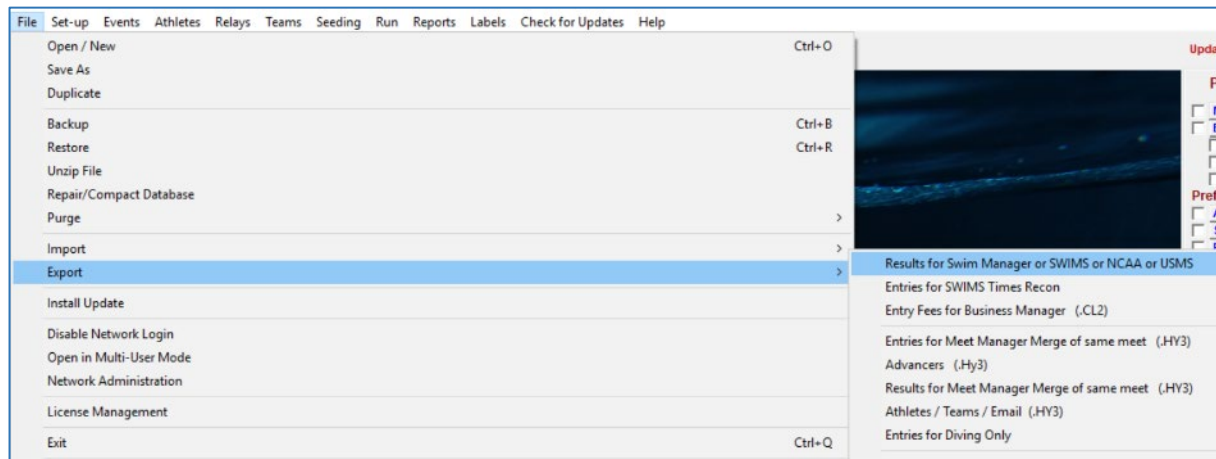 File Set-up Events Athletes Relays Teams Seeding Run Reports Labels Check for Updates Help
Open / New Ctrl+O
Save As
Duplicate
Backup Ctrl+B
Restore Ctrl+R
Unzip File
Repair/Compact Database
Purge >
Import >
Export >
Install Update
Disable Network Login
Open in Multi-User Mode
Network Administration
License Management
Exit Ctrl+Q
Results for Swim Manager or SWIMS or NCAA or USMS
Entries for SWIMS Times Recon
Entry Fees for Business Manager (.CL2)
Entries for Meet Manager Merge of same meet (.HY3)
Advancers (.Hy3)
Results for Meet Manager Merge of same meet (.HY3)
Athletes / Teams / Email (.HY3)
Entries for Diving Only